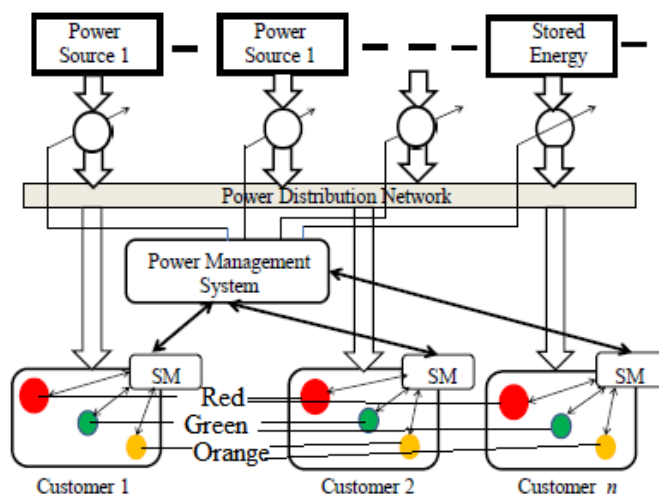 Power
Source 1
Power
Source 1
Stored
Energy
Power Distribution Network
Power Management
System
SM
SM
SM
Red
Green
Orange
Customer 1
Customer 2
Customer n